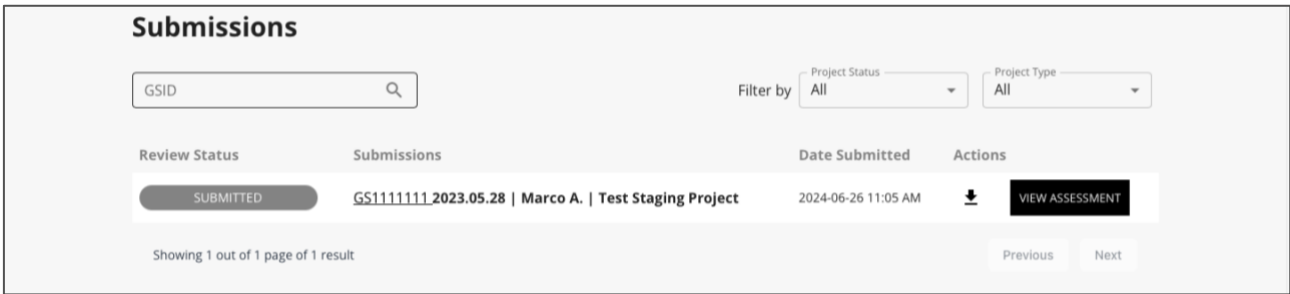 Submissions
GSID
Filter by
Project Status
All
Project Type
All
Review Status Submissions Date Submitted Actions
SUBMITTED GS1111111 2023.05.28 | Marco A. | Test Staging Project 2024-06-26 11:05 AM VIEW ASSESSMENT
Showing 1 out of 1 page of 1 result Previous Next